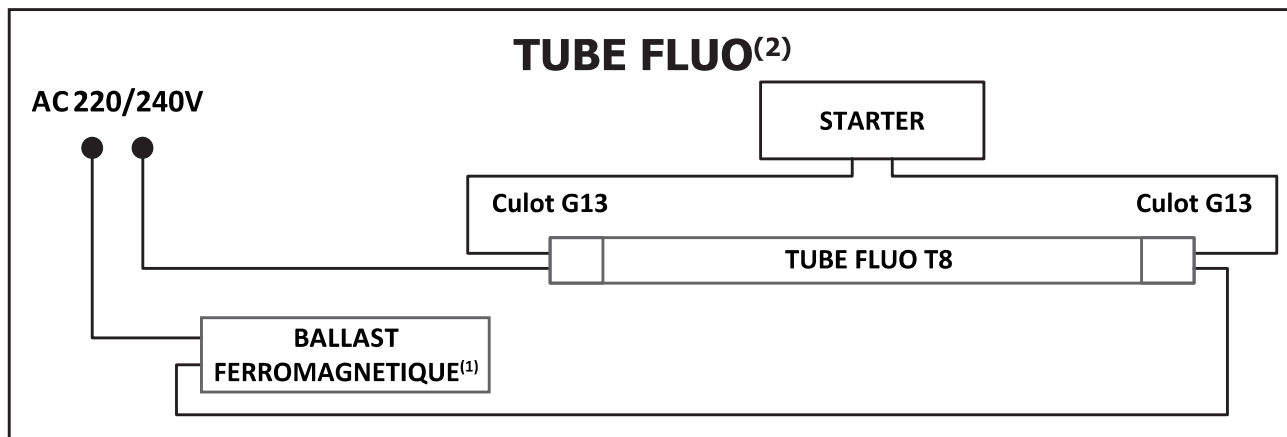 TUBE FLUO(2)
AC 220/240V
STARTER
Culot G13
Culot G13
TUBE FLUO T8
BALLAST
FERROMAGNETIQUE(1)